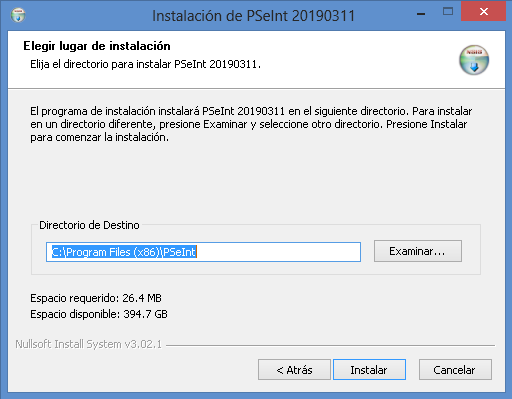 Instalación de PSeInt 20190311
Elegir lugar de instalación
Elija el directorio para instalar PSeInt 20190311.
El programa de instalación instalará PSeInt 20190311 en el siguiente directorio. Para instalar
en un directorio diferente, presione Examinar y seleccione otro directorio. Presione Instalar
para comenzar la instalación.
Directorio de Destino
C:\Program Files (x86)\PSeInt
Examinar...
Espacio requerido: 26.4 MB
Espacio disponible: 394.7 GB
Nullsoft Install System v3.02.1
< Atrás
Instalar
Cancelar